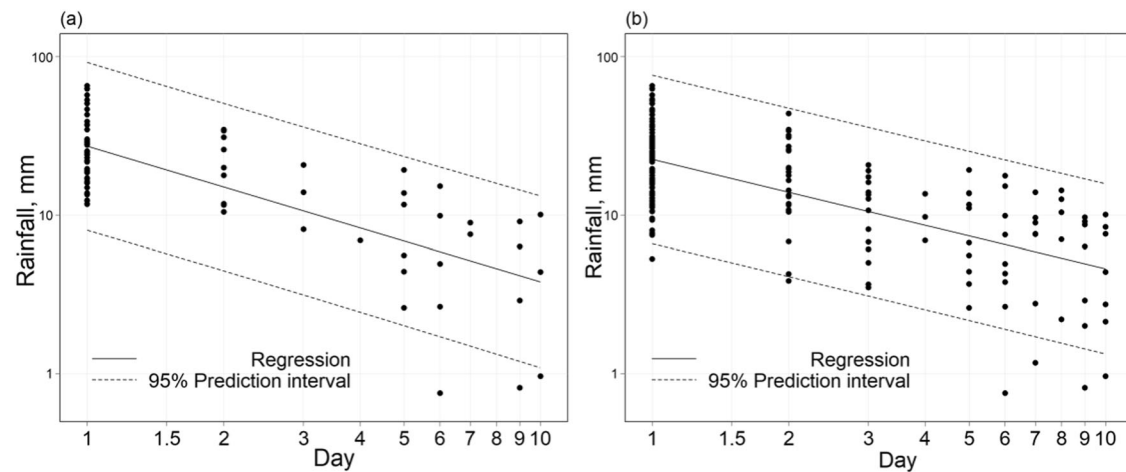 (a)
Rainfall, mm
100
10
1
Regression
95% Prediction interval
1 1.5 2 3 4 5 6 7 8 9 10
Day
(b)
Rainfall, mm
100
10
1
Regression
95% Prediction interval
1 1.5 2 3 4 5 6 7 8 9 10
Day